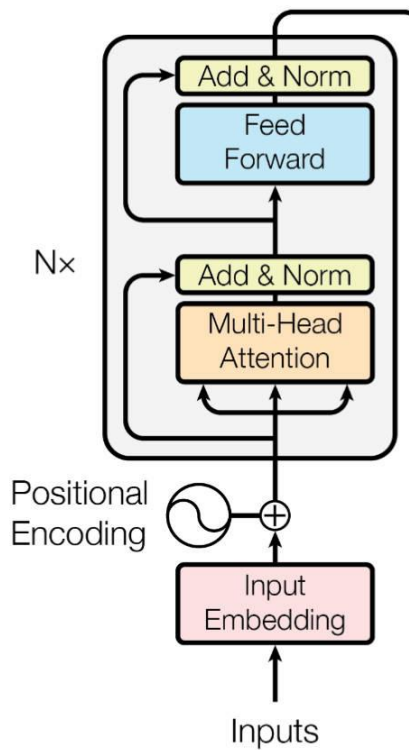 Add & Norm
Feed
Forward
Nx
Add & Norm
Multi-Head
Attention
Positional
Encoding
Input
Embedding
Inputs